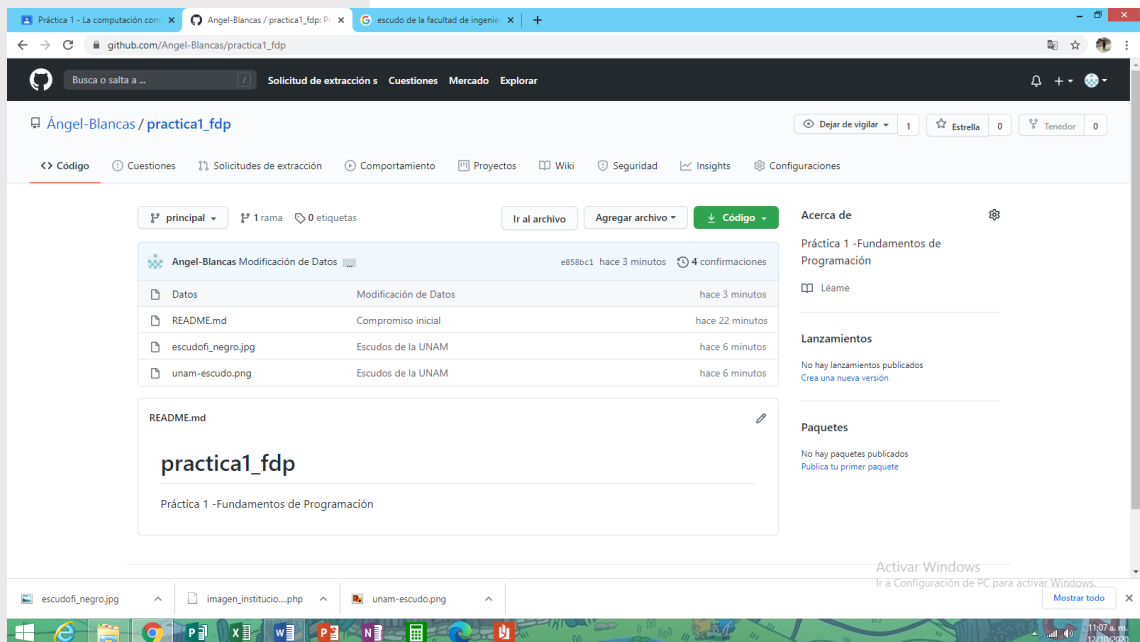 Práctica 1 - La computación com
Angel-Blancas / practica1_fdp: P
escudo de la facultad de ingenie
github.com/Angel-Blancas/practica1_fdp
Busca o salta a ... /
Solicitud de extracción s Cuestiones Mercado Explorar
Ángel-Blancas / practica1_fdp
Dejar de vigilar 1 Estrella 0 Tenedor 0
<> Código Cuestiones Solicitudes de extracción Comportamiento Proyectos Wiki Seguridad Insights Configuraciones
principal 1 rama 0 etiquetas Ir al archivo Agregar archivo Código
Angel-Blancas Modificación de Datos ... e858bc1 hace 3 minutos 4 confirmaciones
Datos Modificación de Datos hace 3 minutos
README.md Compromiso inicial hace 22 minutos
escudofi_negro.jpg Escudos de la UNAM hace 6 minutos
unam-escudo.png Escudos de la UNAM hace 6 minutos
README.md
practica1_fdp
Práctica 1 -Fundamentos de Programación
Acerca de
Práctica 1 -Fundamentos de
Programación
Léame
Lanzamientos
No hay lanzamientos publicados
Crea una nueva versión
Paquetes
No hay paquetes publicados
Publica tu primer paquete
Activar Windows
Ir a Configuración de PC para activar Windows.
escudofi_negro.jpg imagen_institucio....php unam-escudo.png Mostrar todo
11:07 a. m.
12/10/2020